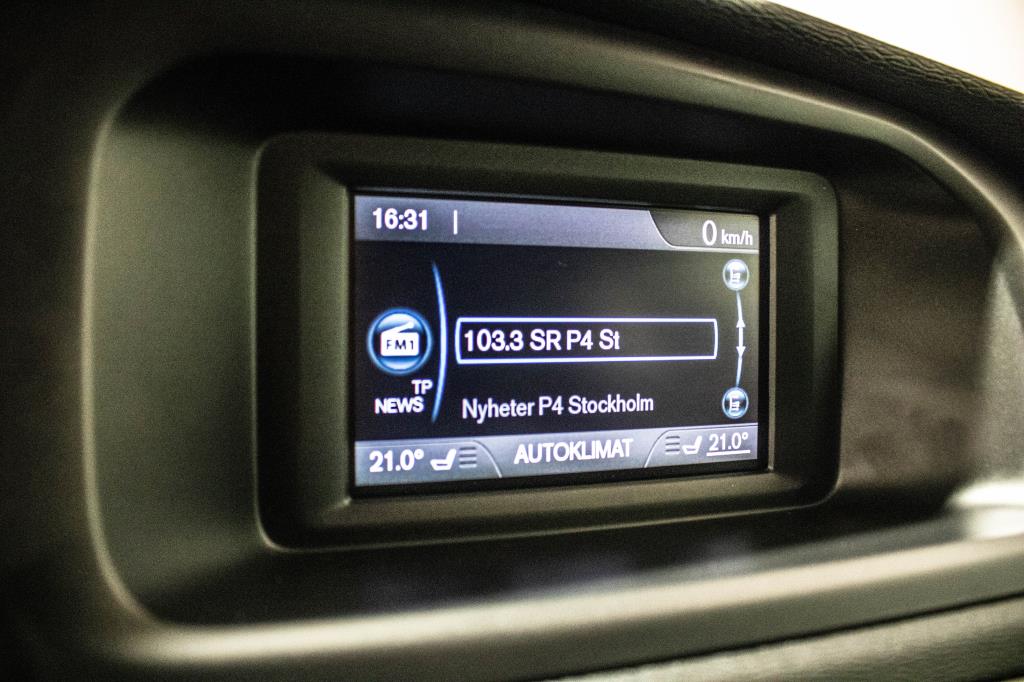 16:31 | 0 km/h
FM1
103.3 SR P4 St
TP
NEWS
Nyheter P4 Stockholm
21.0° AUTOKLIMAT 21.0°